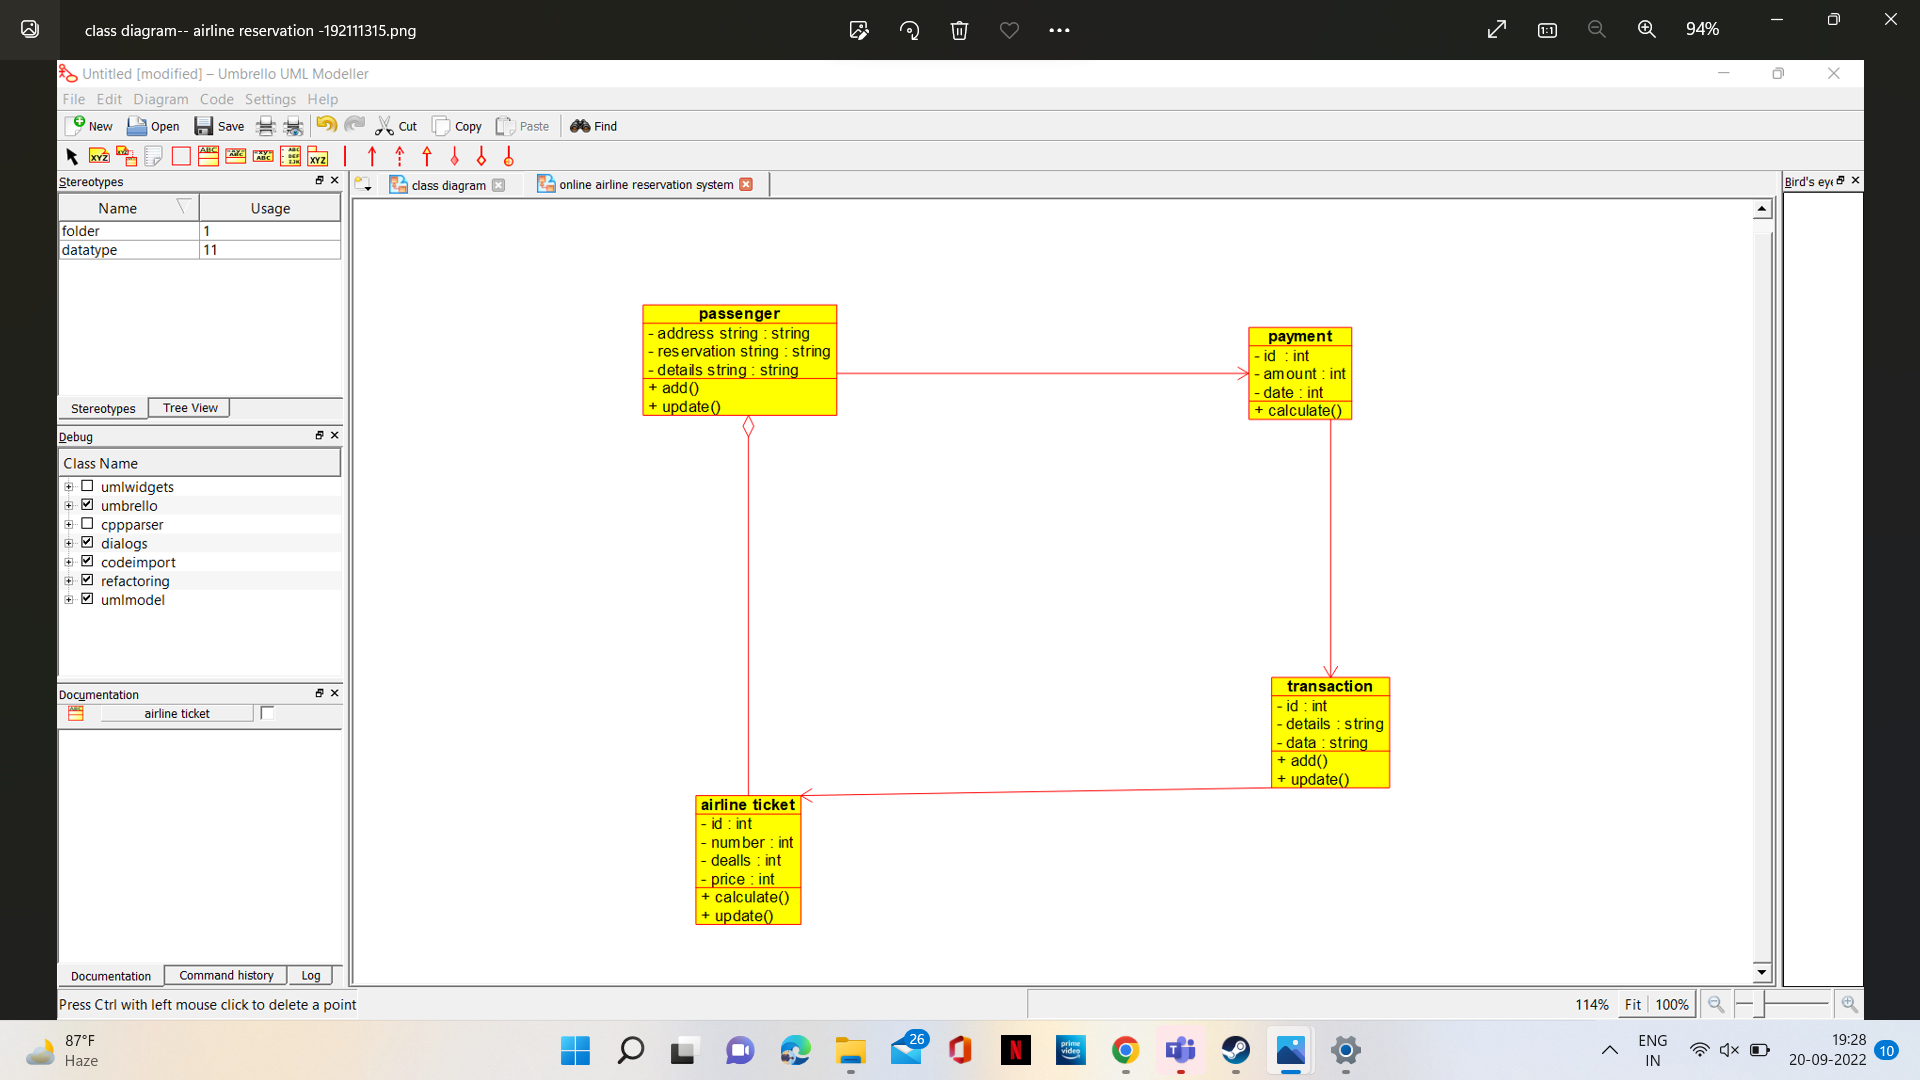 class diagram-- airline reservation -192111315.png
94%
Untitled [modified] – Umbrello UML Modeller
File Edit Diagram Code Settings Help
New Open Save Cut Copy Paste Find
Stereotypes
Name Usage
folder 1
datatype 11
Stereotypes Tree View
Debug
Class Name
umlwidgets
umbrello
cppparser
dialogs
codeimport
refactoring
umlmodel
Documentation
airline ticket
Documentation Command history Log
Press Ctrl with left mouse click to delete a point
class diagram
online airline reservation system
Bird's eye
passenger
- address string : string
- reservation string : string
- details string : string
+ add()
+ update()
payment
- id : int
- amount : int
- date : int
+ calculate()
transaction
- id : int
- details : string
- data : string
+ add()
+ update()
airline ticket
- id : int
- number : int
- dealls : int
- price : int
+ calculate()
+ update()
114% Fit 100%
87°F
Haze
26
prime
video
ENG
IN
19:28
20-09-2022
10